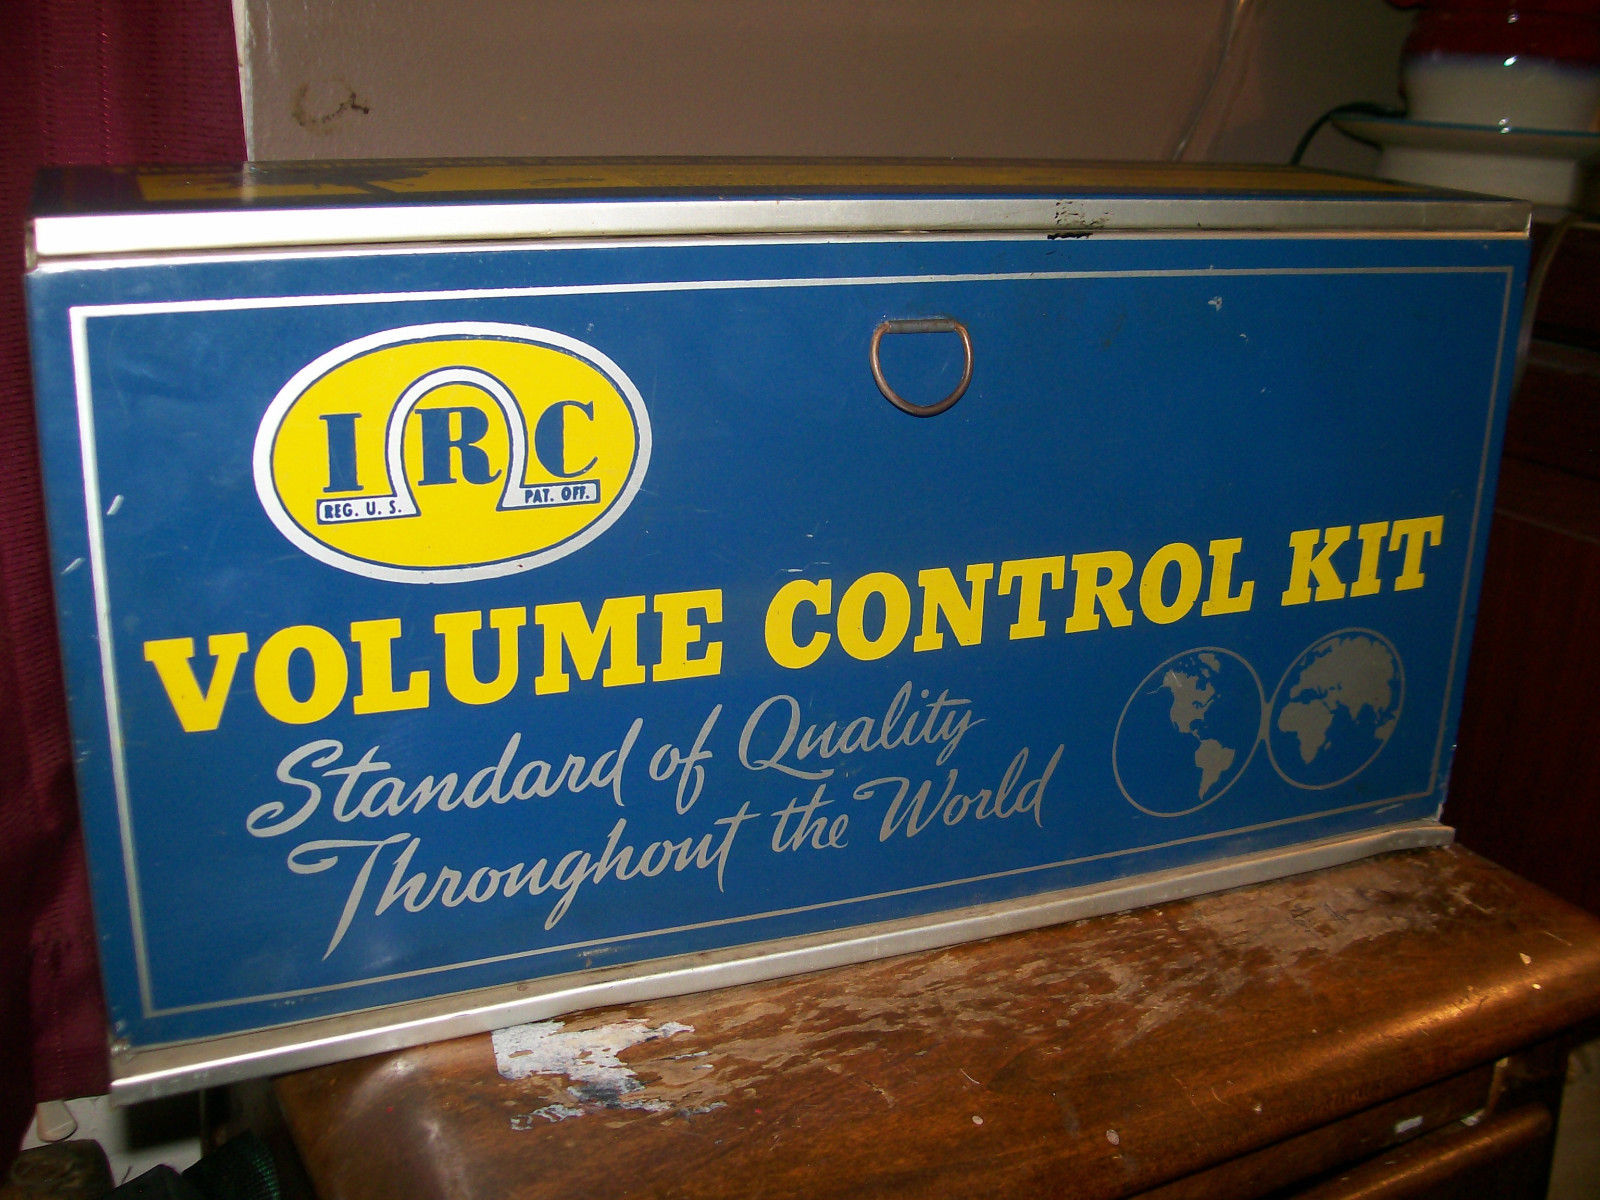 IRC
REG. U. S. PAT. OFF.
VOLUME CONTROL KIT
Standard of Quality
Throughout the World